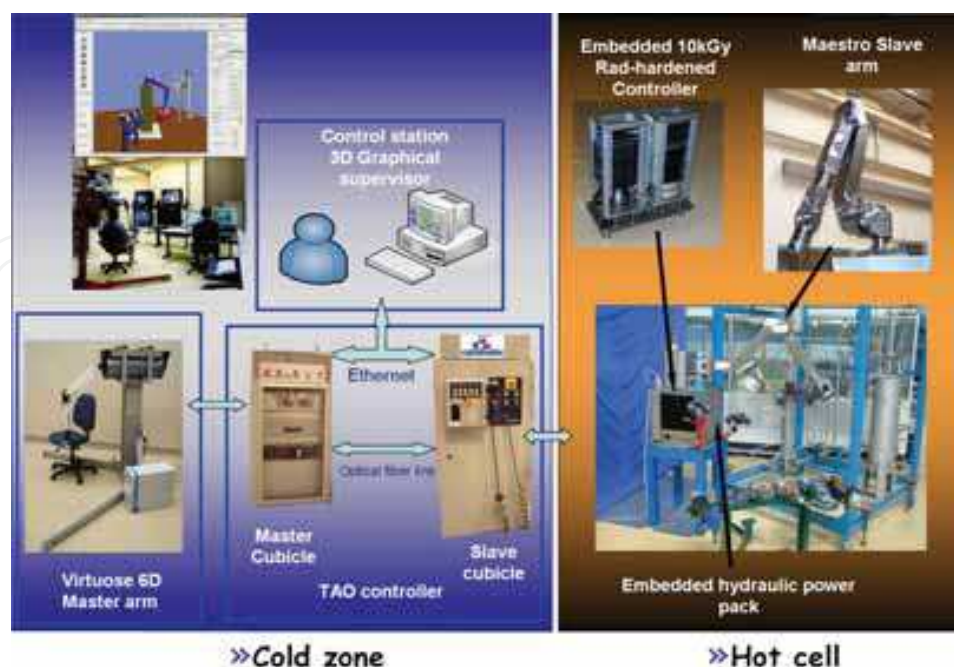 Control station
3D Graphical
supervisor
Ethernet
Optical fiber line
Master
Cubicle
Slave
cubicle
TAO controller
Virtuose 6D
Master arm
»Cold zone
Embedded 10kGy
Rad-hardened
Controller
Maestro Slave
arm
Embedded hydraulic power
pack
»Hot cell